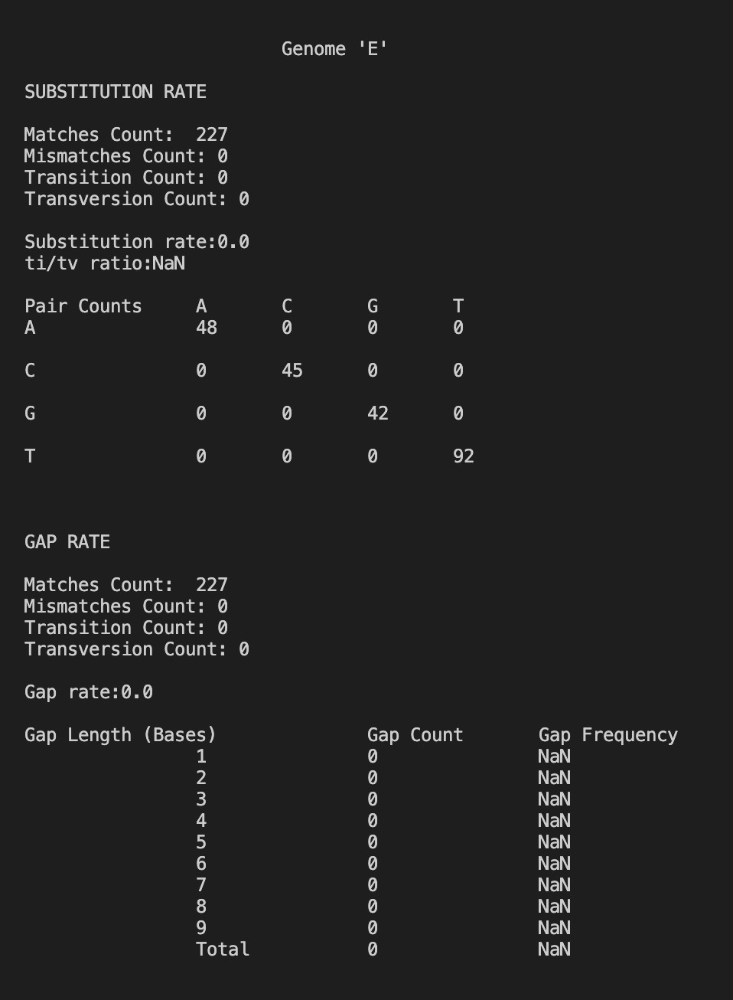 Genome 'E'
SUBSTITUTION RATE
Matches Count:  227
Mismatches Count: 0
Transition Count: 0
Transversion Count: 0
Substitution rate:0.0
ti/tv ratio:NaN
Pair Counts     A       C       G       T
A               48      0       0       0
C               0       45      0       0
G               0       0       42      0
T               0       0       0       92
GAP RATE
Matches Count:  227
Mismatches Count: 0
Transition Count: 0
Transversion Count: 0
Gap rate:0.0
Gap Length (Bases)              Gap Count       Gap Frequency
                1               0               NaN
                2               0               NaN
                3               0               NaN
                4               0               NaN
                5               0               NaN
                6               0               NaN
                7               0               NaN
                8               0               NaN
                9               0               NaN
                Total           0               NaN